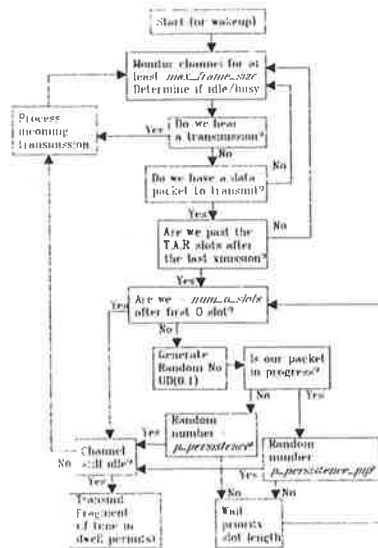 Start (or wakeup)
Monitor channel for at
least max_frame_size
Determine if idle/busy
Process
incoming
transmission
Yes
Do we hear
a transmission?
No
No
Do we have a data
packet to transmit?
Yes
No
Are we past the
T,A,R slots after
the last xmission?
Yes
Yes
Are we num_o_slots
after first O slot?
No
Generate
Random No
UD(0,1)
Is our packet
in progress?
No
Yes
Random
number
p_persistence
Yes
Random
number
No
Channel
still idle?
Yes
Yes
No
No
Transmit
Fragment
(if time in
dwell permits)
Wait
priority
slot length